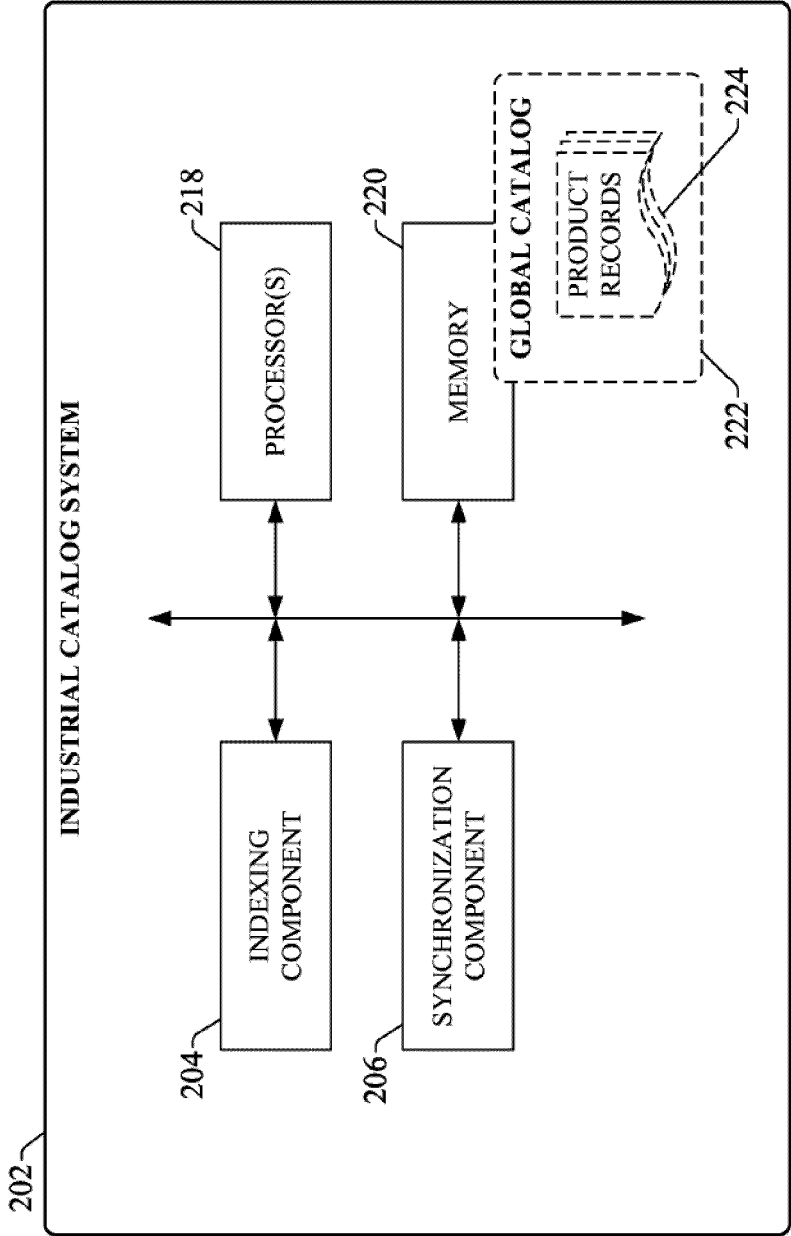 202
INDUSTRIAL CATALOG SYSTEM
204
INDEXING
COMPONENT
218
PROCESSOR(S)
206
SYNCHRONIZATION
COMPONENT
220
MEMORY
GLOBAL CATALOG
PRODUCT
RECORDS
222
224